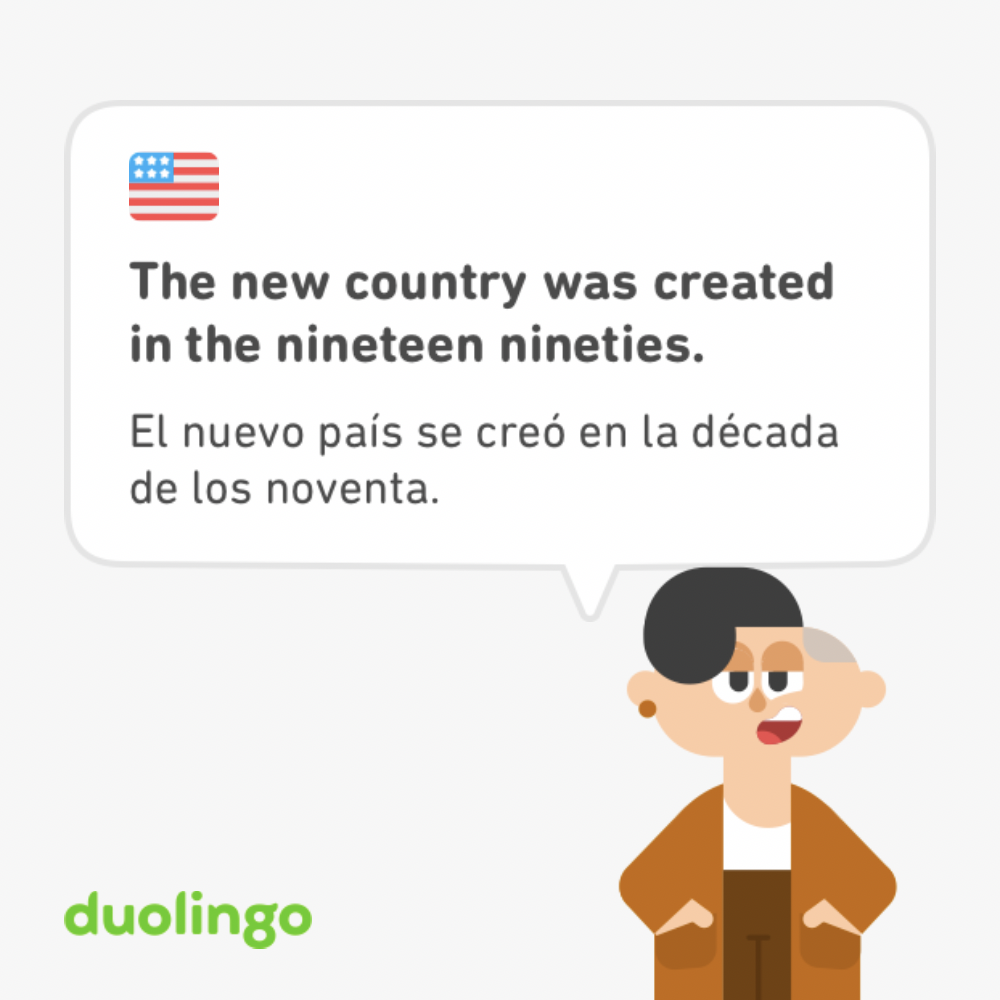 The new country was created
in the nineteen nineties.
El nuevo país se creó en la década
de los noventa.
duolingo